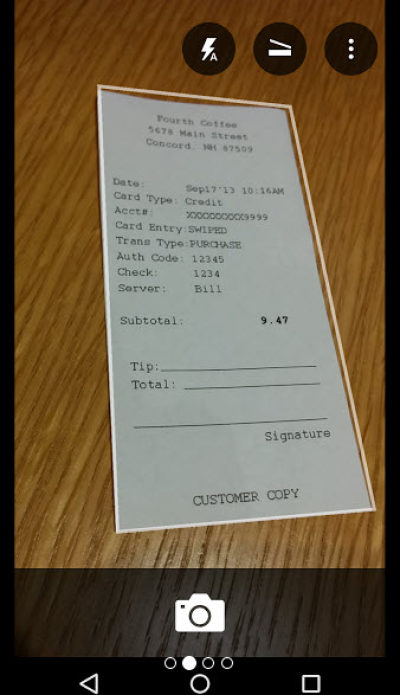 A
Fourth Coffee
5678 Main Street
Concord. NH 87509
Date: Sep17'13 10:16AM
Card Type: Credit
Acct#: XXXXXXXXX9999
Card Entry:SWIPED
Trans Type:PURCHASE
Auth Code: 12345
Check: 1234
Server: Bill
Subtotal: 9.47
Tip:
Total:
Signature
CUSTOMER COPY